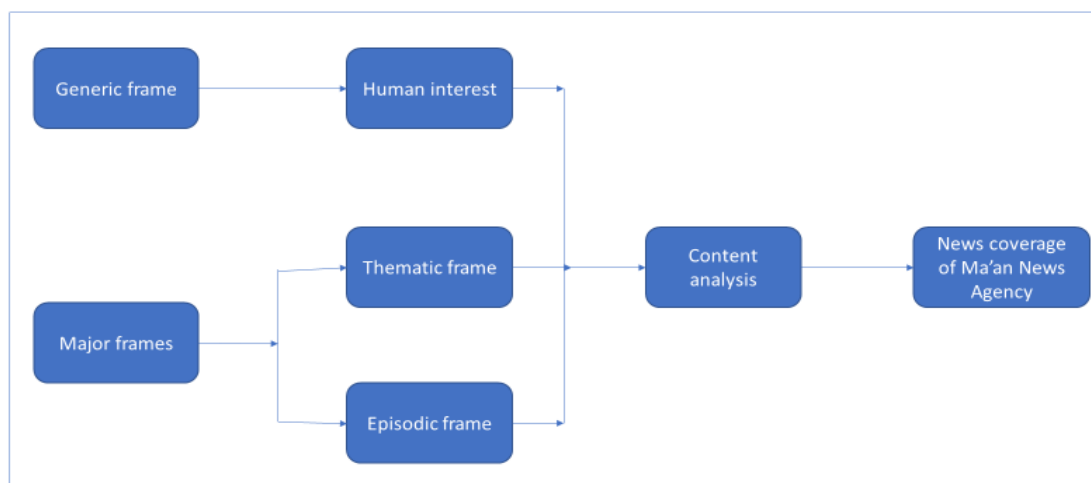 Generic frame
Human interest
Major frames
Thematic frame
Episodic frame
Content
analysis
News coverage
of Ma’an News
Agency